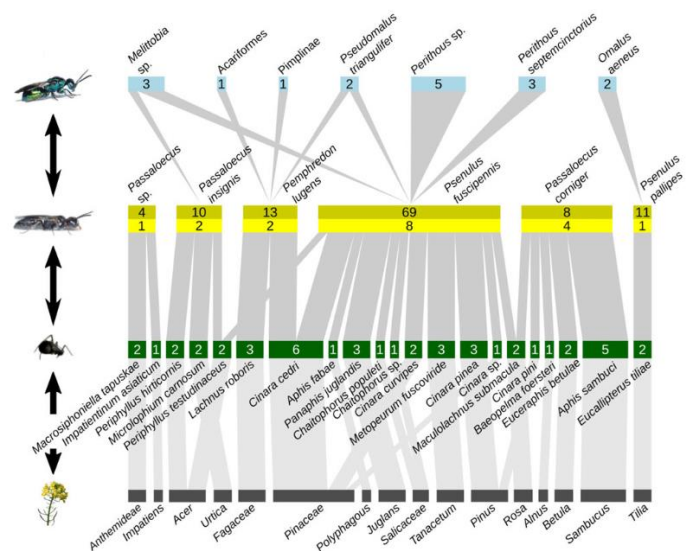 Melittobia
sp.
Acariformes
Pimplinae
Pseudomalus
triangulifer
Perithous sp.
Perithous
septemcinctorius
Omalus
aeneus
3 1 1 2 5 3 2
Passaloecus
sp.
Passaloecus
insignis
Pemphredon
lugens
Psenulus
fuscipennis
Passaloecus
corniger
Psenulus
pallipes
4 10 13 69 8 11
1 2 2 8 4 1
2 1 2 2 2 3 6 1 3 1 1 2 3 3 1 2 1 1 2 5 2
Macrosiphoniella tapuskae
Impatientinum asiaticum
Periphyllus hirticornis
Microlophium carnosum
Periphyllus testudinaceus
Lachnus roboris
Cinara cedri
Aphis fabae
Panaphis juglandis
Chaitophorus populeti
Chaitophorus sp.
Cinara curvipes
Metopeurum fuscoviride
Cinara pinea
Cinara sp.
Maculolachnus submacula
Cinara pini
Baeopelma foersteri
Euceraphis betulae
Aphis sambuci
Eucallipterus tiliae
Anthemideae
Impatiens
Acer
Urtica
Fagaceae
Pinaceae
Polyphagous
Juglans
Salicaceae
Tanacetum
Pinus
Rosa
Alnus
Betula
Sambucus
Tilia